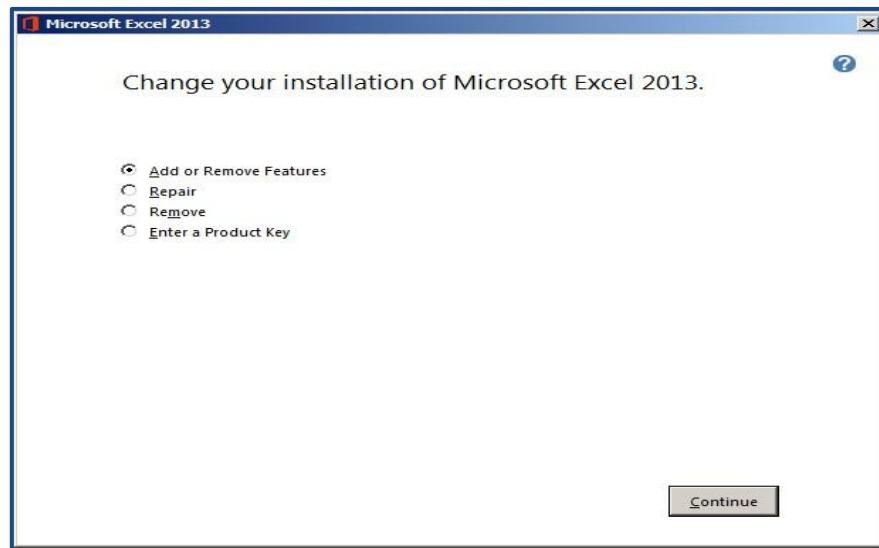 Microsoft Excel 2013
Change your installation of Microsoft Excel 2013.
Add or Remove Features
Repair
Remove
Enter a Product Key
Continue